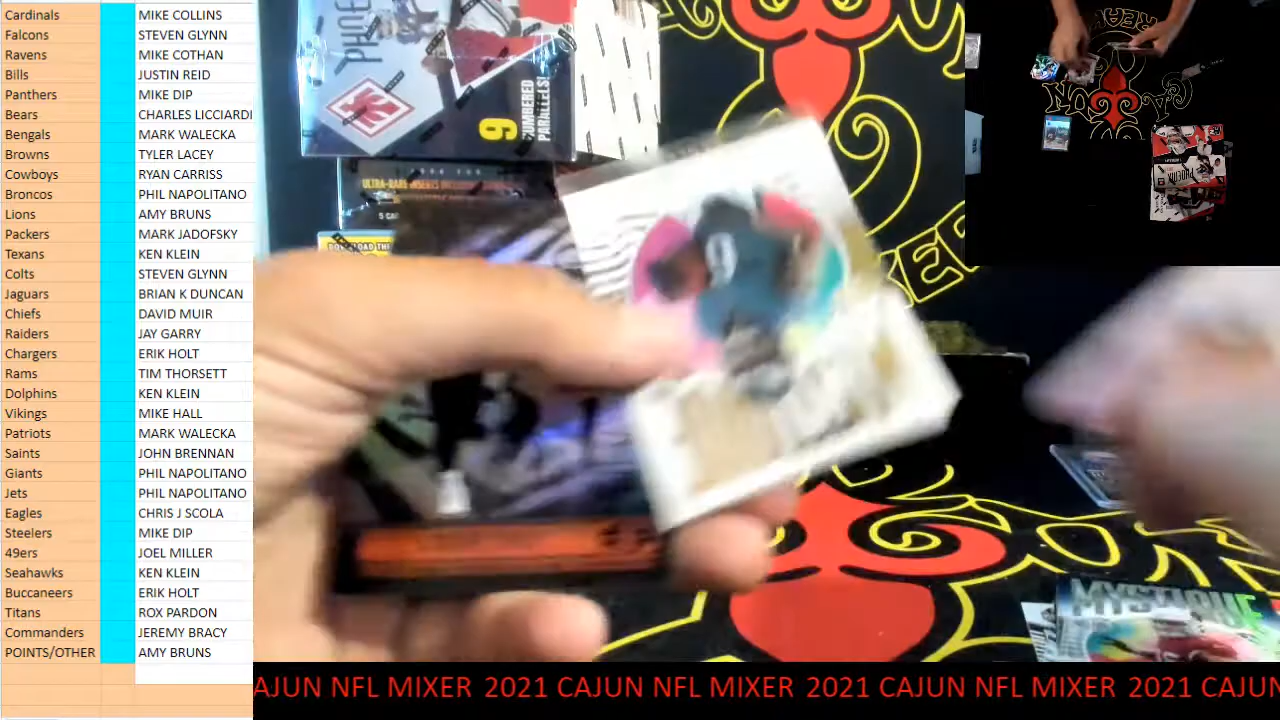 Cardinals MIKE COLLINS
Falcons STEVEN GLYNN
Ravens MIKE COTHAN
Bills JUSTIN REID
Panthers MIKE DIP
Bears CHARLES LICCIARDI
Bengals MARK WALECKA
Browns TYLER LACEY
Cowboys RYAN CARRISS
Broncos PHIL NAPOLITANO
Lions AMY BRUNS
Packers MARK JADOFSKY
Texans KEN KLEIN
Colts STEVEN GLYNN
Jaguars BRIAN K DUNCAN
Chiefs DAVID MUIR
Raiders JAY GARRY
Chargers ERIK HOLT
Rams TIM THORSETT
Dolphins KEN KLEIN
Vikings MIKE HALL
Patriots MARK WALECKA
Saints JOHN BRENNAN
Giants PHIL NAPOLITANO
Jets PHIL NAPOLITANO
Eagles CHRIS J SCOLA
Steelers MIKE DIP
49ers JOEL MILLER
Seahawks KEN KLEIN
Buccaneers ERIK HOLT
Titans ROX PARDON
Commanders JEREMY BRACY
POINTS/OTHER AMY BRUNS
9
NUMBERED
PARALLELS!
9
MYSTIQUE
AJUN NFL MIXER 2021 CAJUN NFL MIXER 2021 CAJUN NFL MIXER 2021 CAJUN